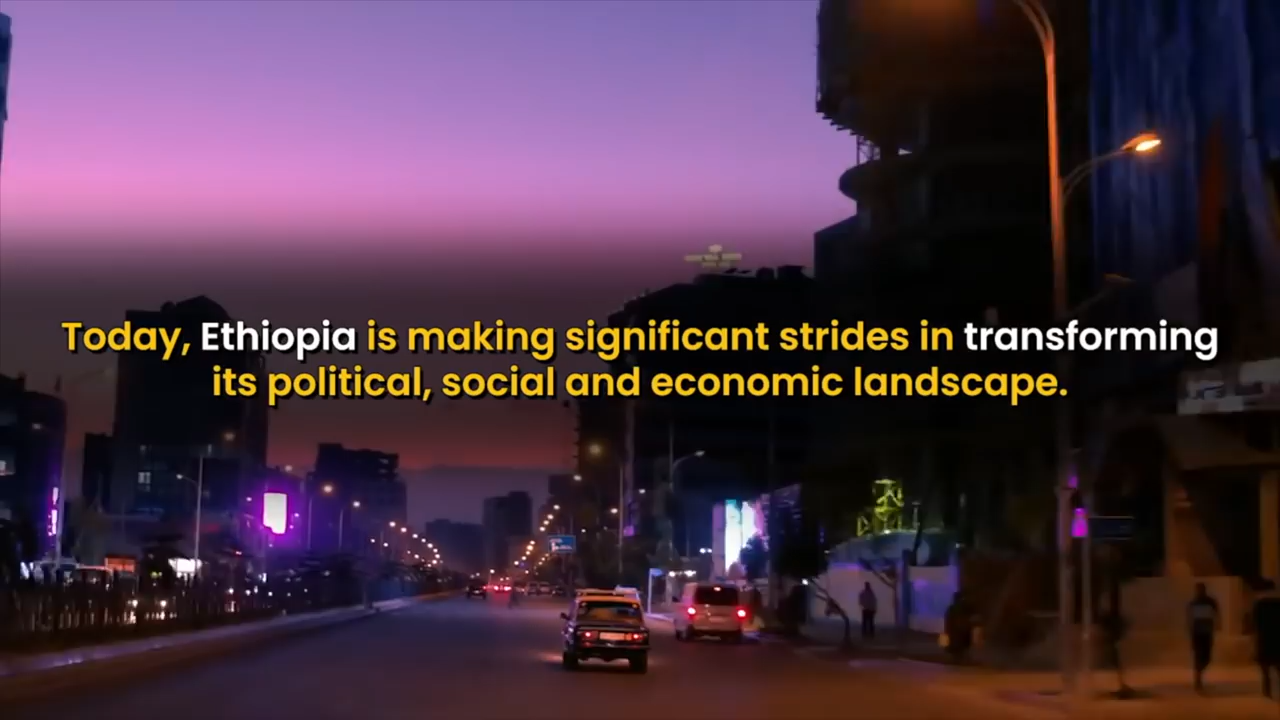 Today, Ethiopia is making significant strides in transforming
its political, social and economic landscape.